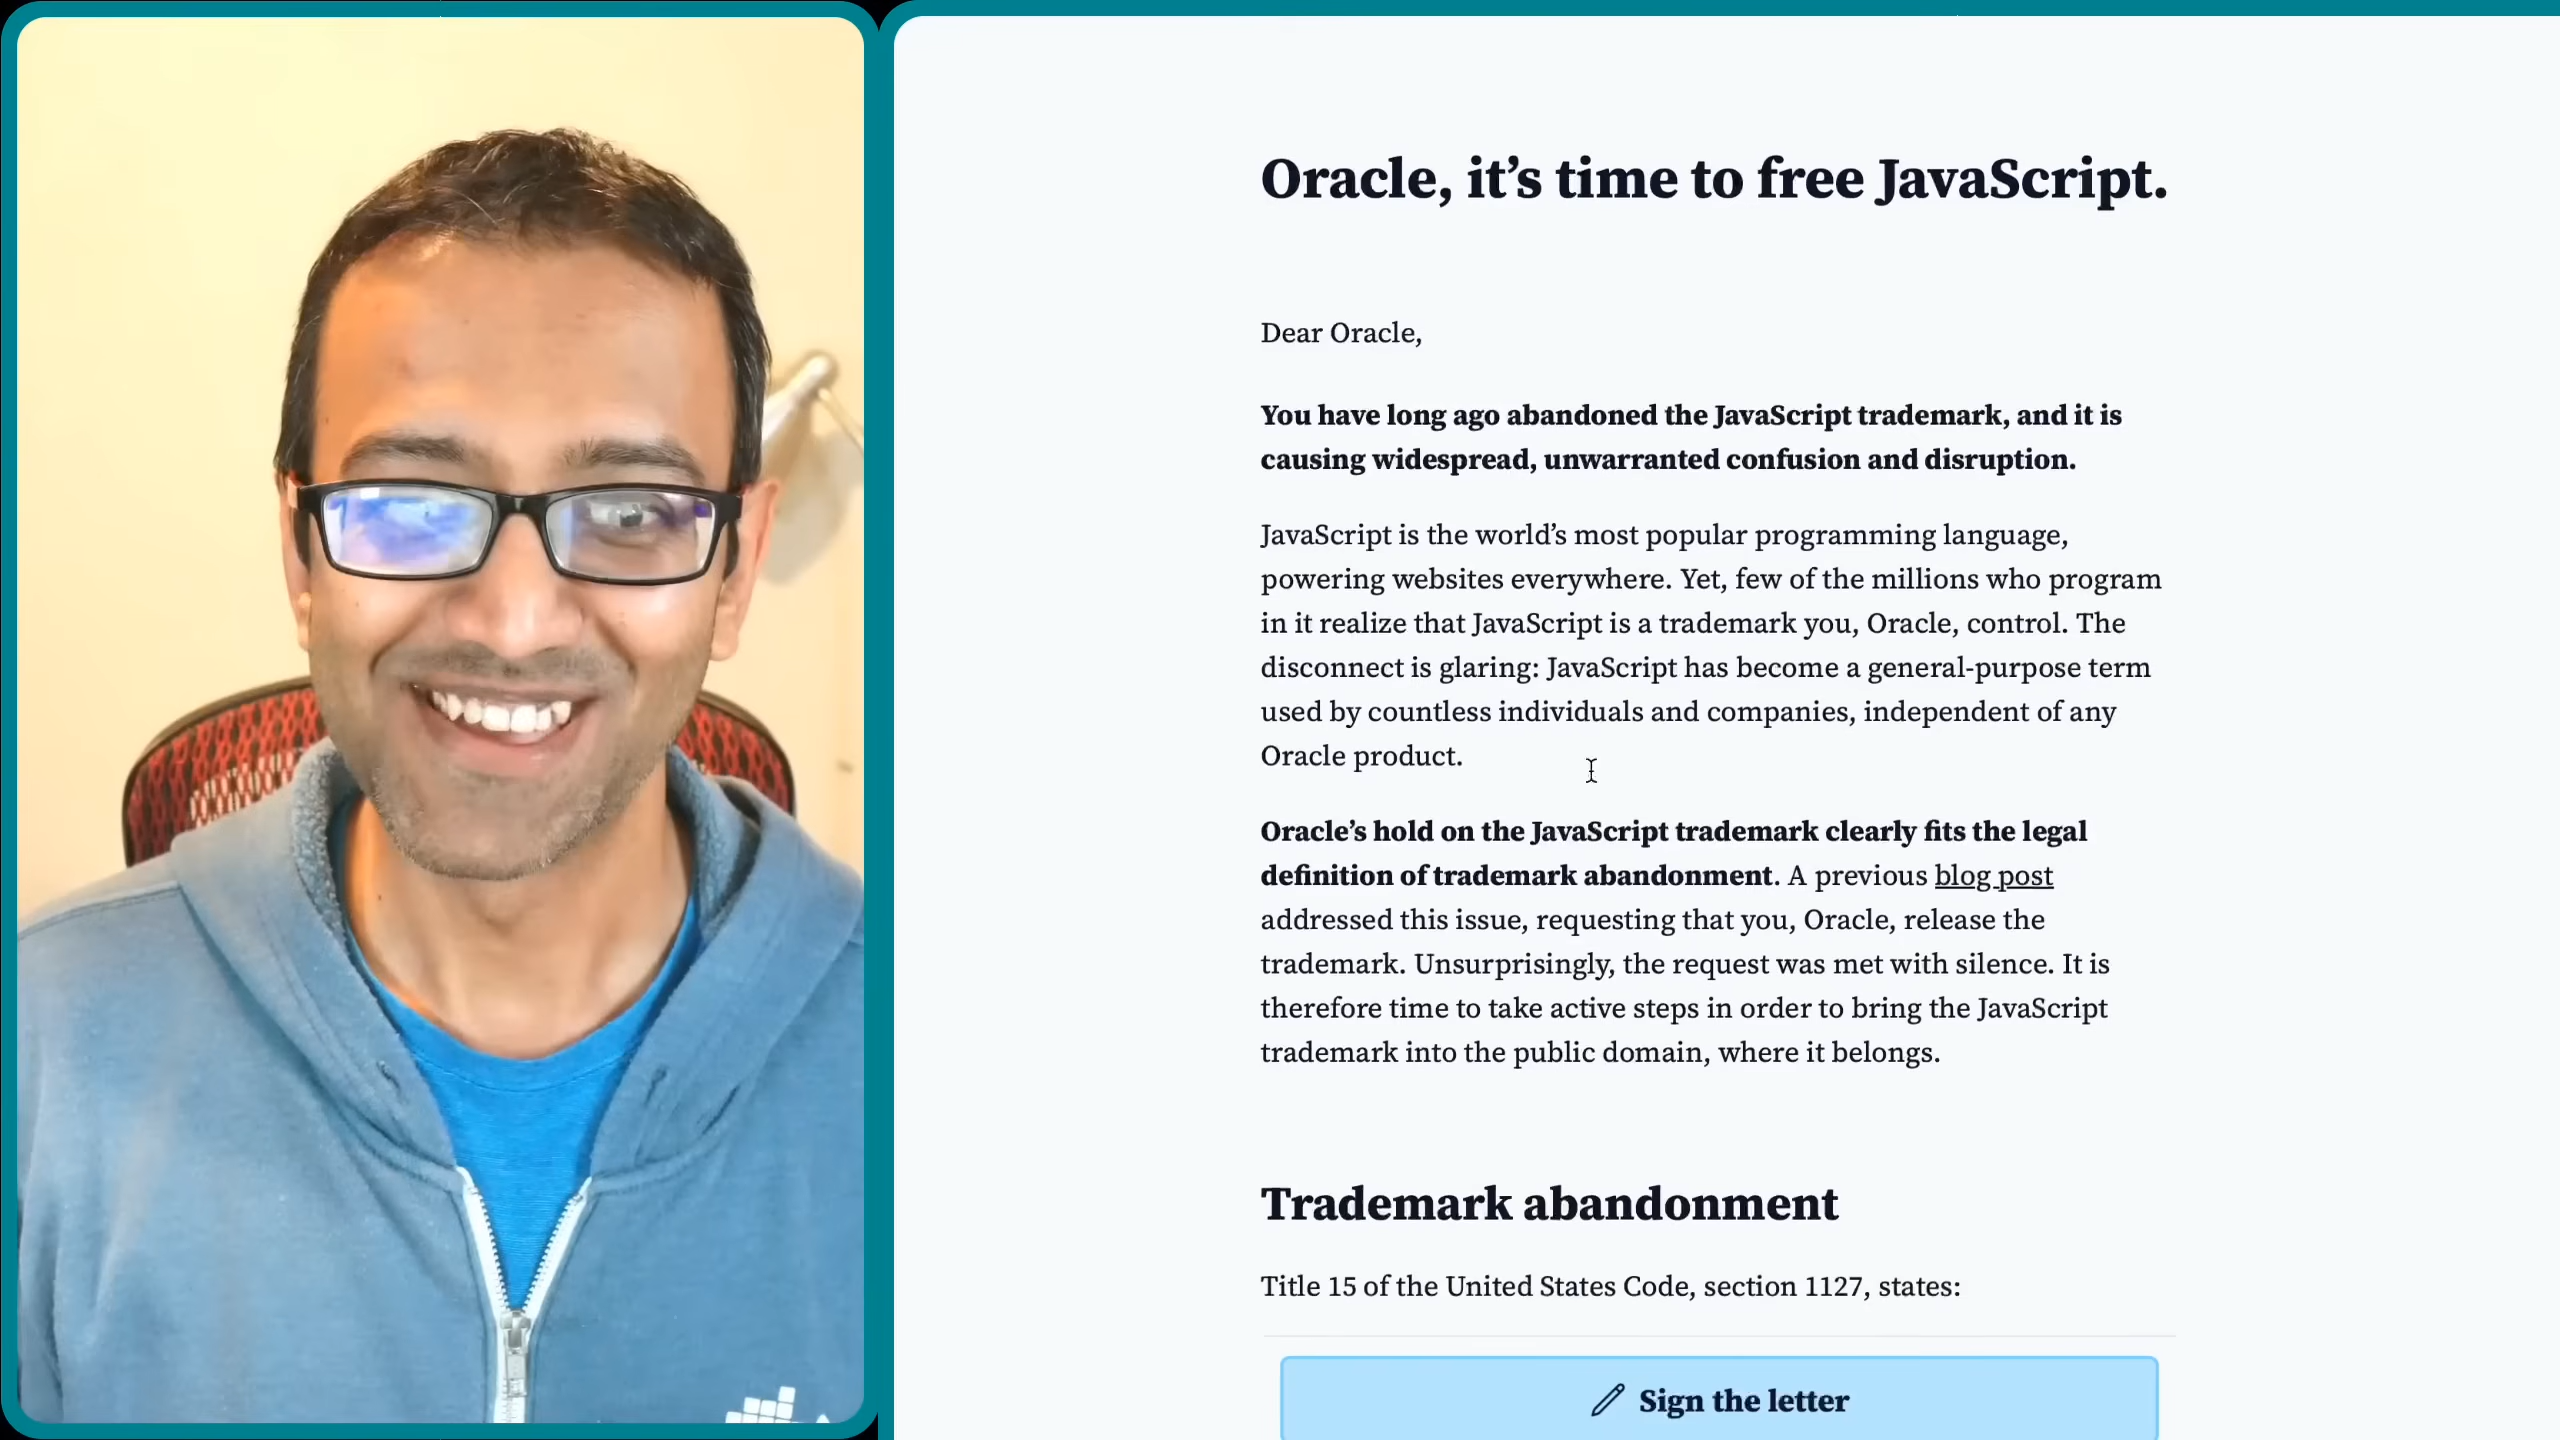 Oracle, it’s time to free JavaScript.
Dear Oracle,
You have long ago abandoned the JavaScript trademark, and it is
causing widespread, unwarranted confusion and disruption.
JavaScript is the world’s most popular programming language,
powering websites everywhere. Yet, few of the millions who program
in it realize that JavaScript is a trademark you, Oracle, control. The
disconnect is glaring: JavaScript has become a general-purpose term
used by countless individuals and companies, independent of any
Oracle product.
Oracle’s hold on the JavaScript trademark clearly fits the legal
definition of trademark abandonment. A previous blog post
addressed this issue, requesting that you, Oracle, release the
trademark. Unsurprisingly, the request was met with silence. It is
therefore time to take active steps in order to bring the JavaScript
trademark into the public domain, where it belongs.
Trademark abandonment
Title 15 of the United States Code, section 1127, states:
Sign the letter